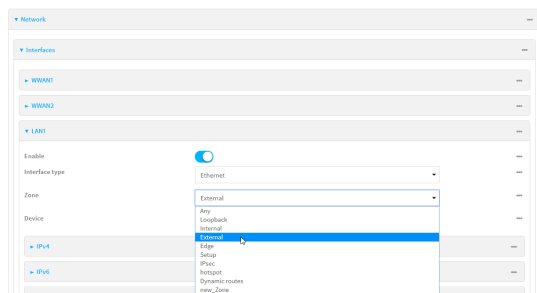 Network
Interfaces
WWAN1
WWAN2
LAN1
Enable
Interface type
Ethernet
Zone
External
Any
Loopback
Device
Internal
External
Edge
IPv4
Setup
IPsec
IPv6
hotspot
Dynamic routes
new_Zone